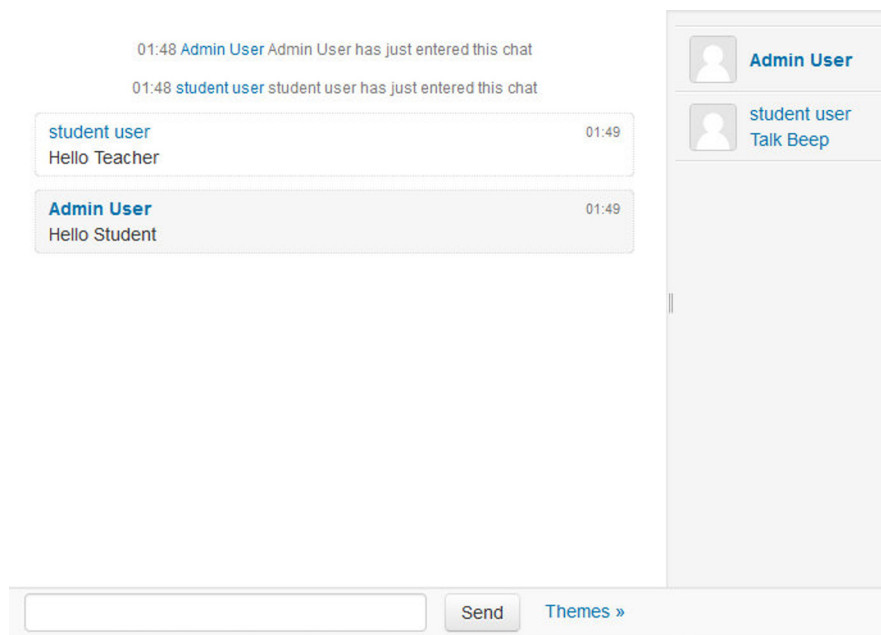 01:48 Admin User Admin User has just entered this chat
01:48 student user student user has just entered this chat
student user 01:49
Hello Teacher
Admin User 01:49
Hello Student
Admin User
student user
Talk Beep
Send Themes »